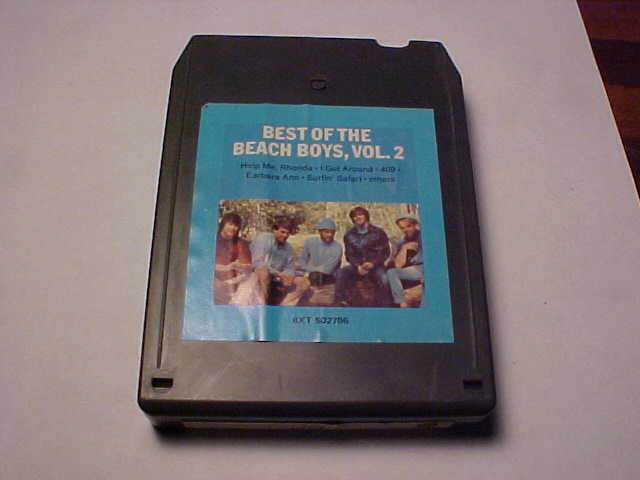 BEST OF THE
BEACH BOYS, VOL. 2
Help Me, Rhonda • I Get Around • 409 •
Barbara Ann • Surfin' Safari • others
8XT 502706